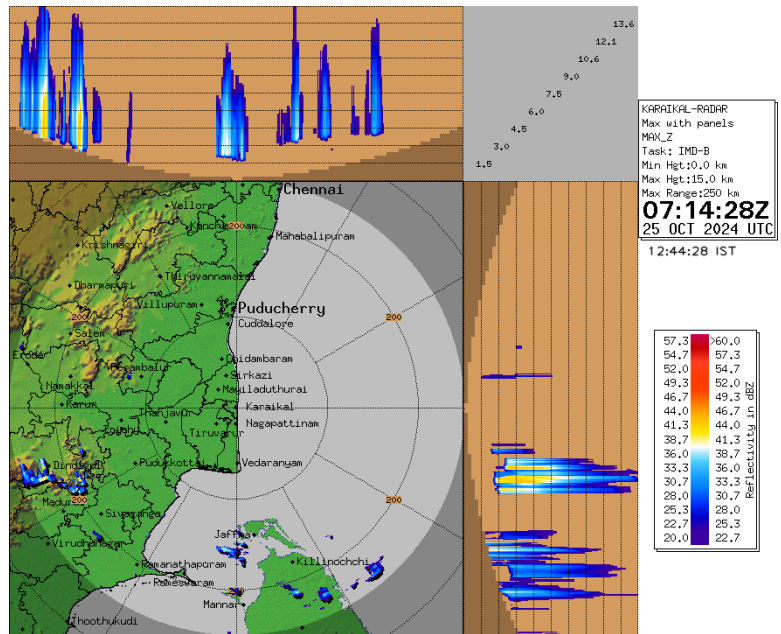 13.6
12.1
10.6
9.0
7.5
6.0
4.5
3.0
1.5
KARAIKAL-RADAR
Max with panels
MAX_Z
Task: IMD-B
Min Hgt:0.0 km
Max Hgt:15.0 km
Max Range:250 km
07:14:28Z
25 OCT 2024 UTC
12:44:28 IST
Chennai
Vellore
200
Mahabalipuram
Krishnagiri
Thiruvannamalai
Dharmapuri
Villupuram
Puducherry
200
200
Cuddalore
Salem
Erode
Chidambaram
Perambalur
Sirkazi
Namakkal
Mayiladuthurai
Karur
Karaikal
Thanjavur
Nagapattinam
Tiruvarur
Dindigul
Pudukkottai
Vedaranyam
200
200
Sivaganga
Virudhunagar
Jaffna
Ramanathapuram
Killinochchi
Rameswaram
Mannar
Thoothukudi
57.3 >60.0
54.7 57.3
52.0 54.7
49.3 52.0
46.7 49.3
44.0 46.7
41.3 44.0
38.7 41.3
36.0 38.7
33.3 36.0
30.7 33.3
28.0 30.7
25.3 28.0
22.7 25.3
20.0 22.7
Reflectivity in dBZ